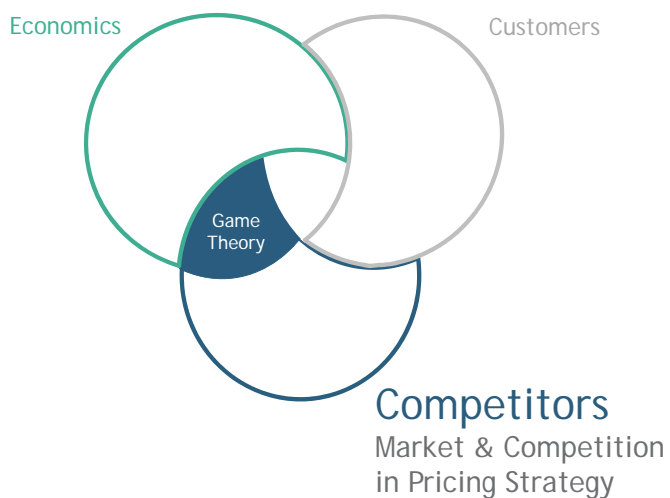 Economics
Customers
Game
Theory
Competitors
Market & Competition
in Pricing Strategy